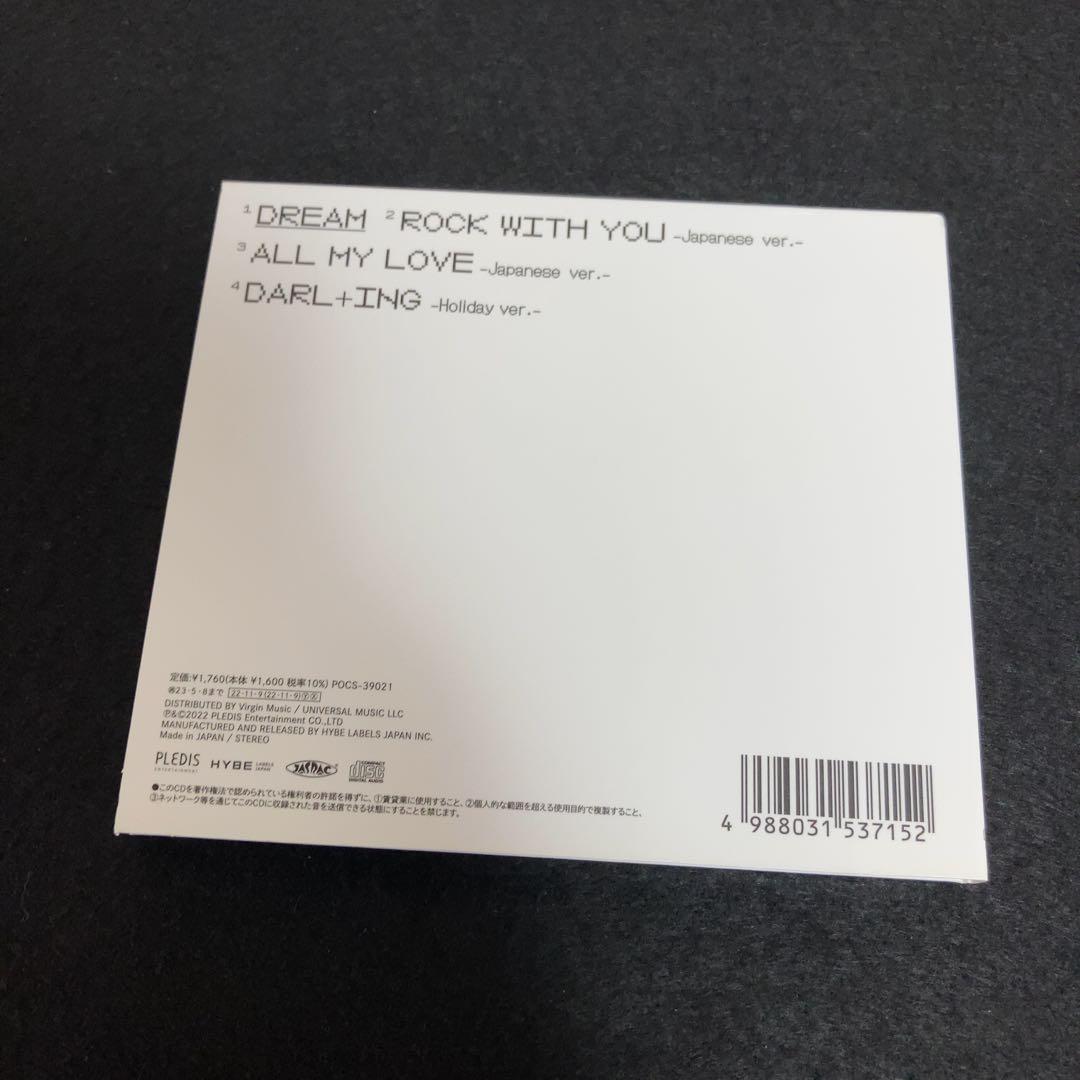 1 DREAM 2 ROCK WITH YOU -Japanese ver.-
3 ALL MY LOVE -Japanese ver.-
4 DARL+ING -Holiday ver.-
定価:¥1,760(本体 ¥1,600 税率10%) POCS-39021
23·5·8まで 22·11·9(22·11·9)
DISTRIBUTED BY Virgin Music / UNIVERSAL MUSIC LLC
℗&©2022 PLEDIS Entertainment CO.,LTD
MANUFACTURED AND RELEASED BY HYBE LABELS JAPAN INC.
Made in JAPAN / STEREO
PLEDIS ENTERTAINMENT HYBE LABELS JAPAN JASRAC COMPACT disc DIGITAL AUDIO
●このCDを著作権法で認められている権利者の許諾を得ずに、①賃貸業に使用すること、②個人的な範囲を超える使用目的で複製すること、
③ネットワーク等を通じてこのCDに収録された音を送信できる状態にすることを禁じます。
4 988031 537152